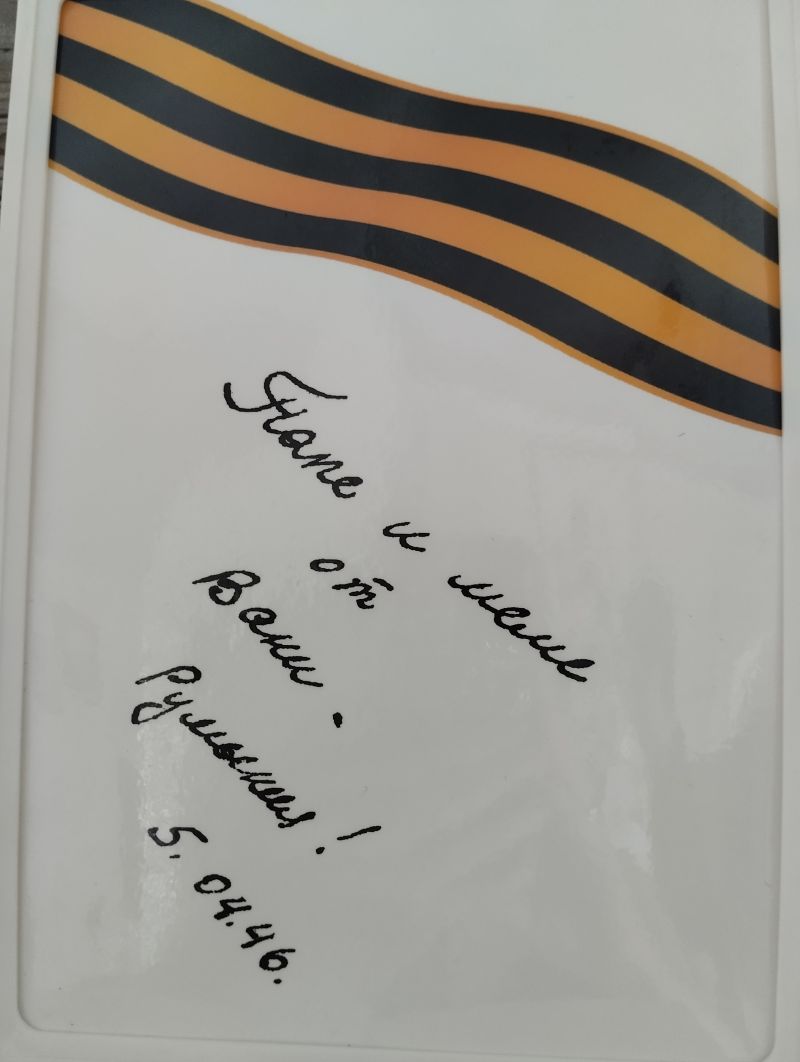 Папе и маме
от
Вани.
Румыния!
5.04.46.